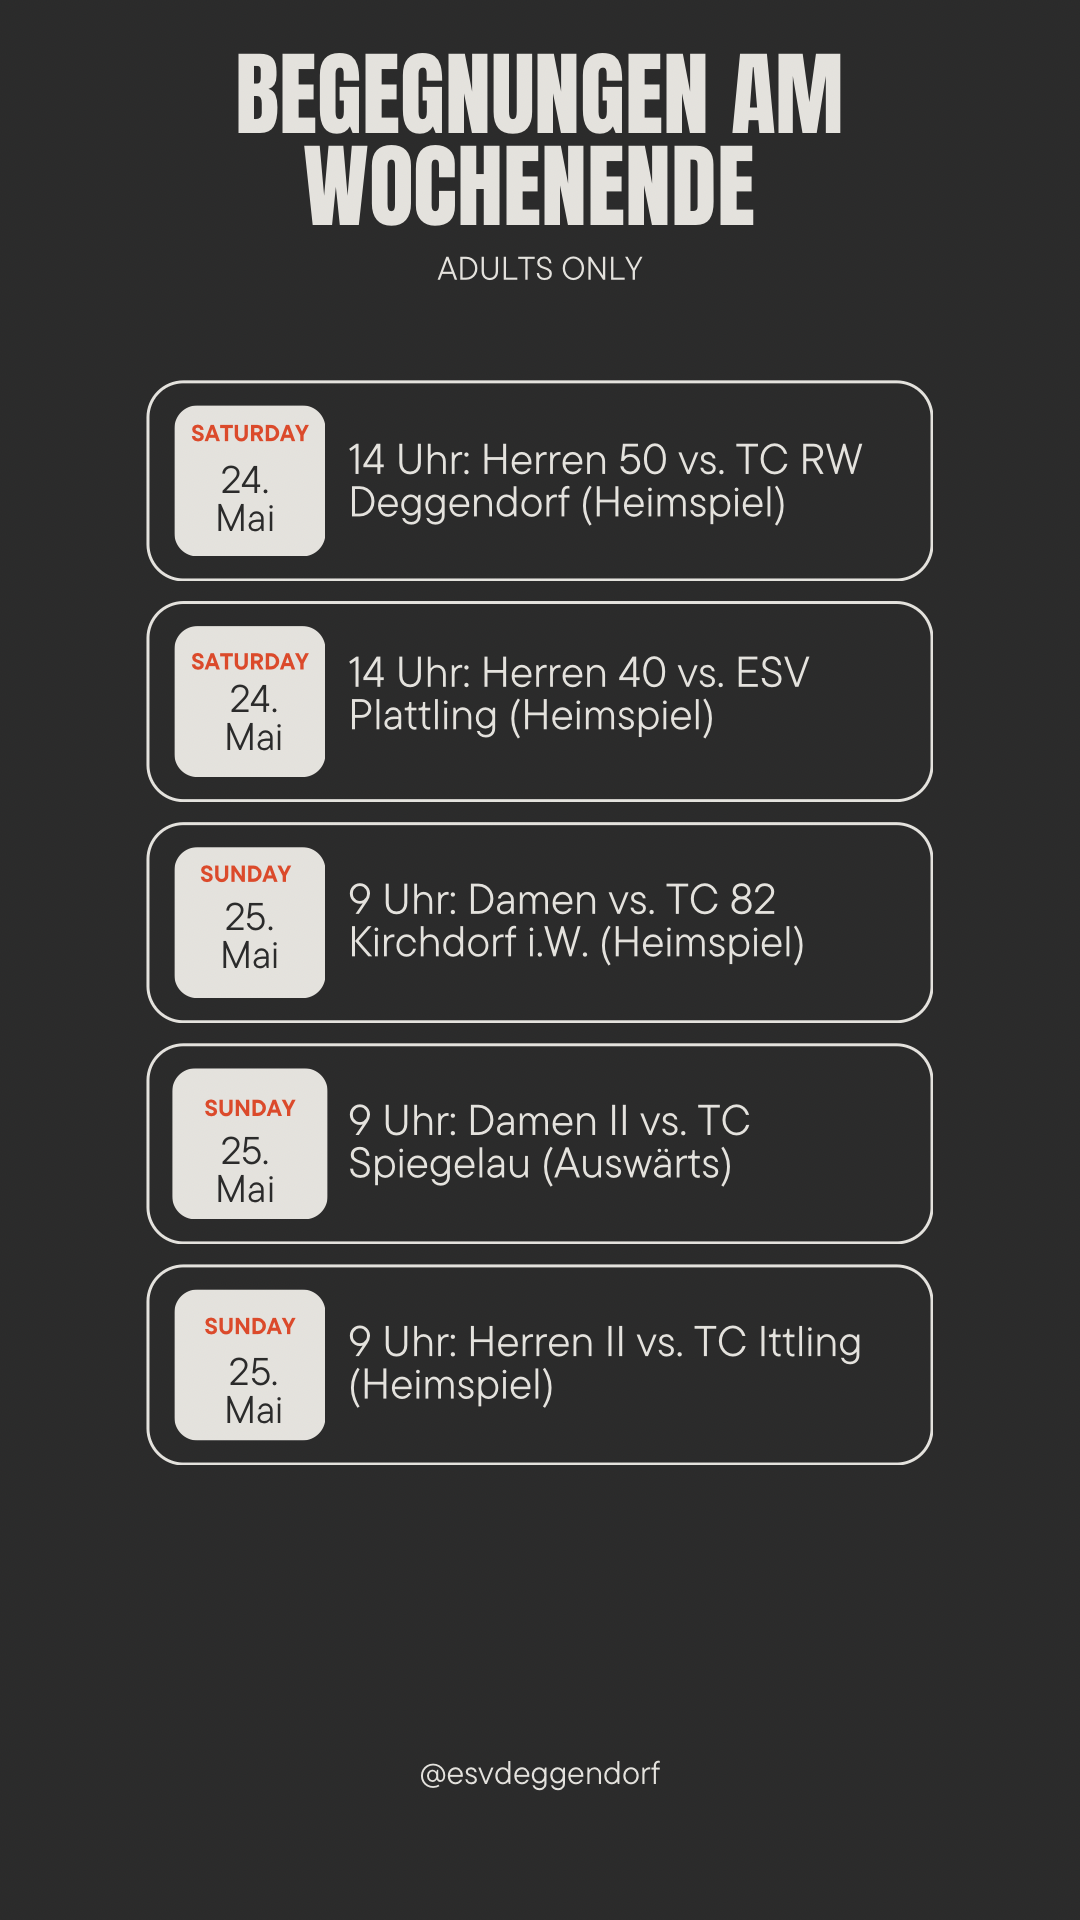 BEGEGNUNGEN AM
WOCHENENDE
ADULTS ONLY
SATURDAY
24.
Mai
14 Uhr: Herren 50 vs. TC RW
Deggendorf (Heimspiel)
SATURDAY
24.
Mai
14 Uhr: Herren 40 vs. ESV
Plattling (Heimspiel)
SUNDAY
25.
Mai
9 Uhr: Damen vs. TC 82
Kirchdorf i.W. (Heimspiel)
SUNDAY
25.
Mai
9 Uhr: Damen II vs. TC
Spiegelau (Auswärts)
SUNDAY
25.
Mai
9 Uhr: Herren II vs. TC Ittling
(Heimspiel)
@esvdeggendorf